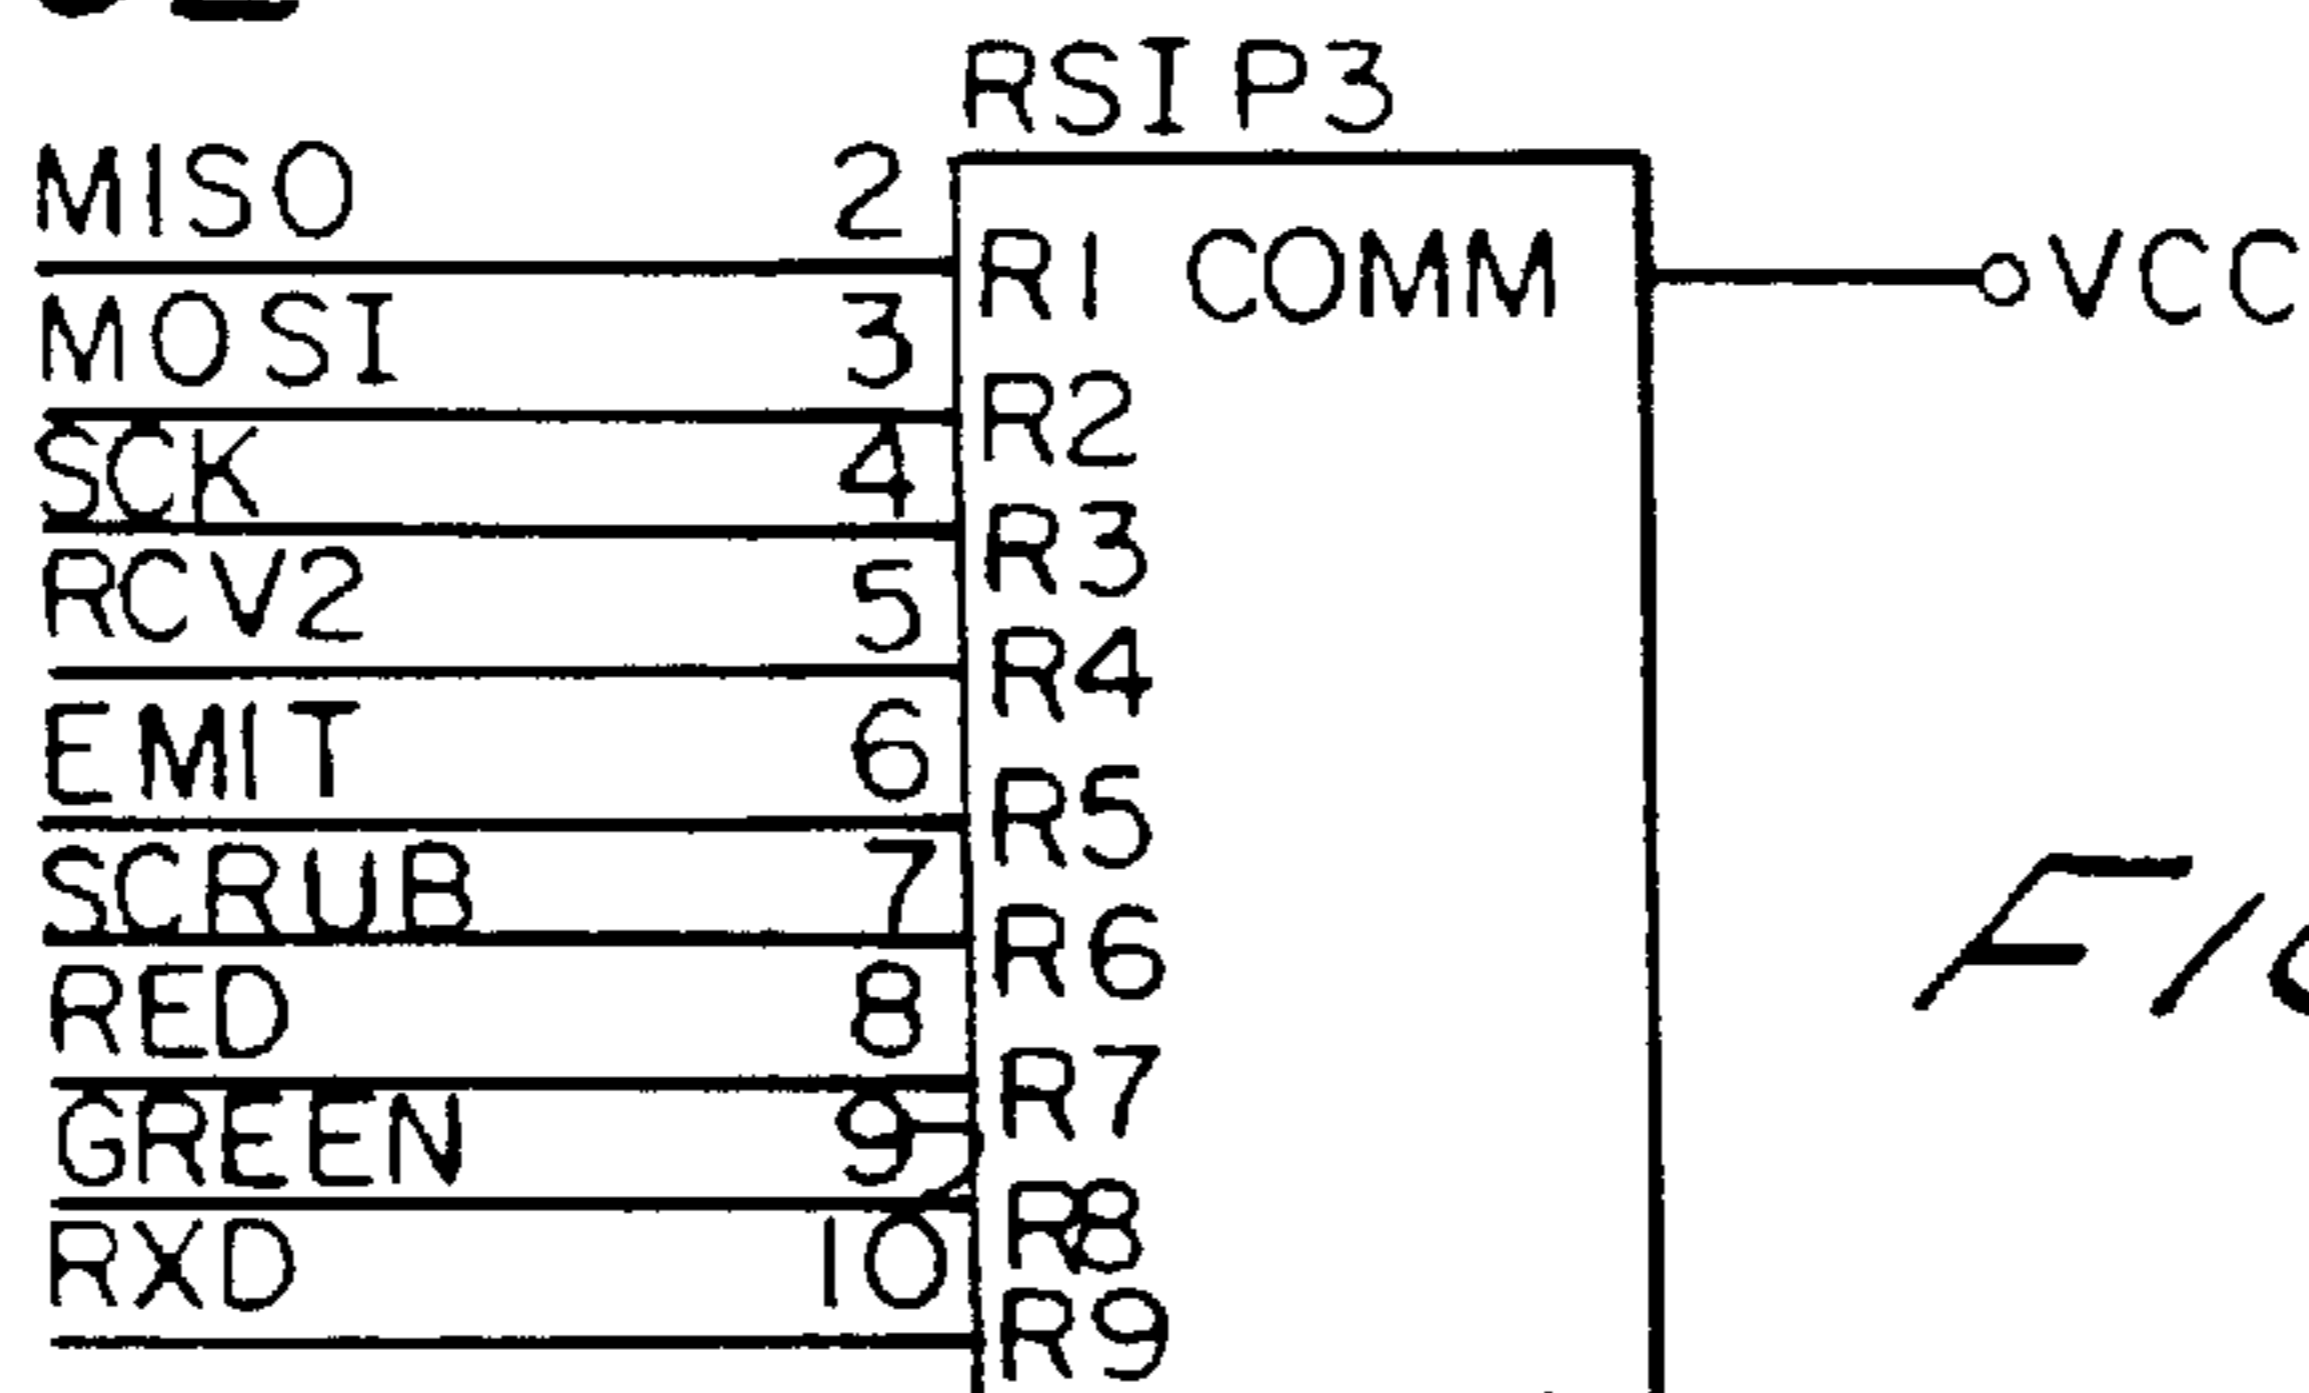 RSIP3
MISO 2 R1 COMM VCC
MOSI 3 R2
SCK 4 R3
RCV2 5 R4
EMIT 6 R5
SCRUB 7 R6
RED 8 R7
GREEN 9 R8
RXD 10 R9